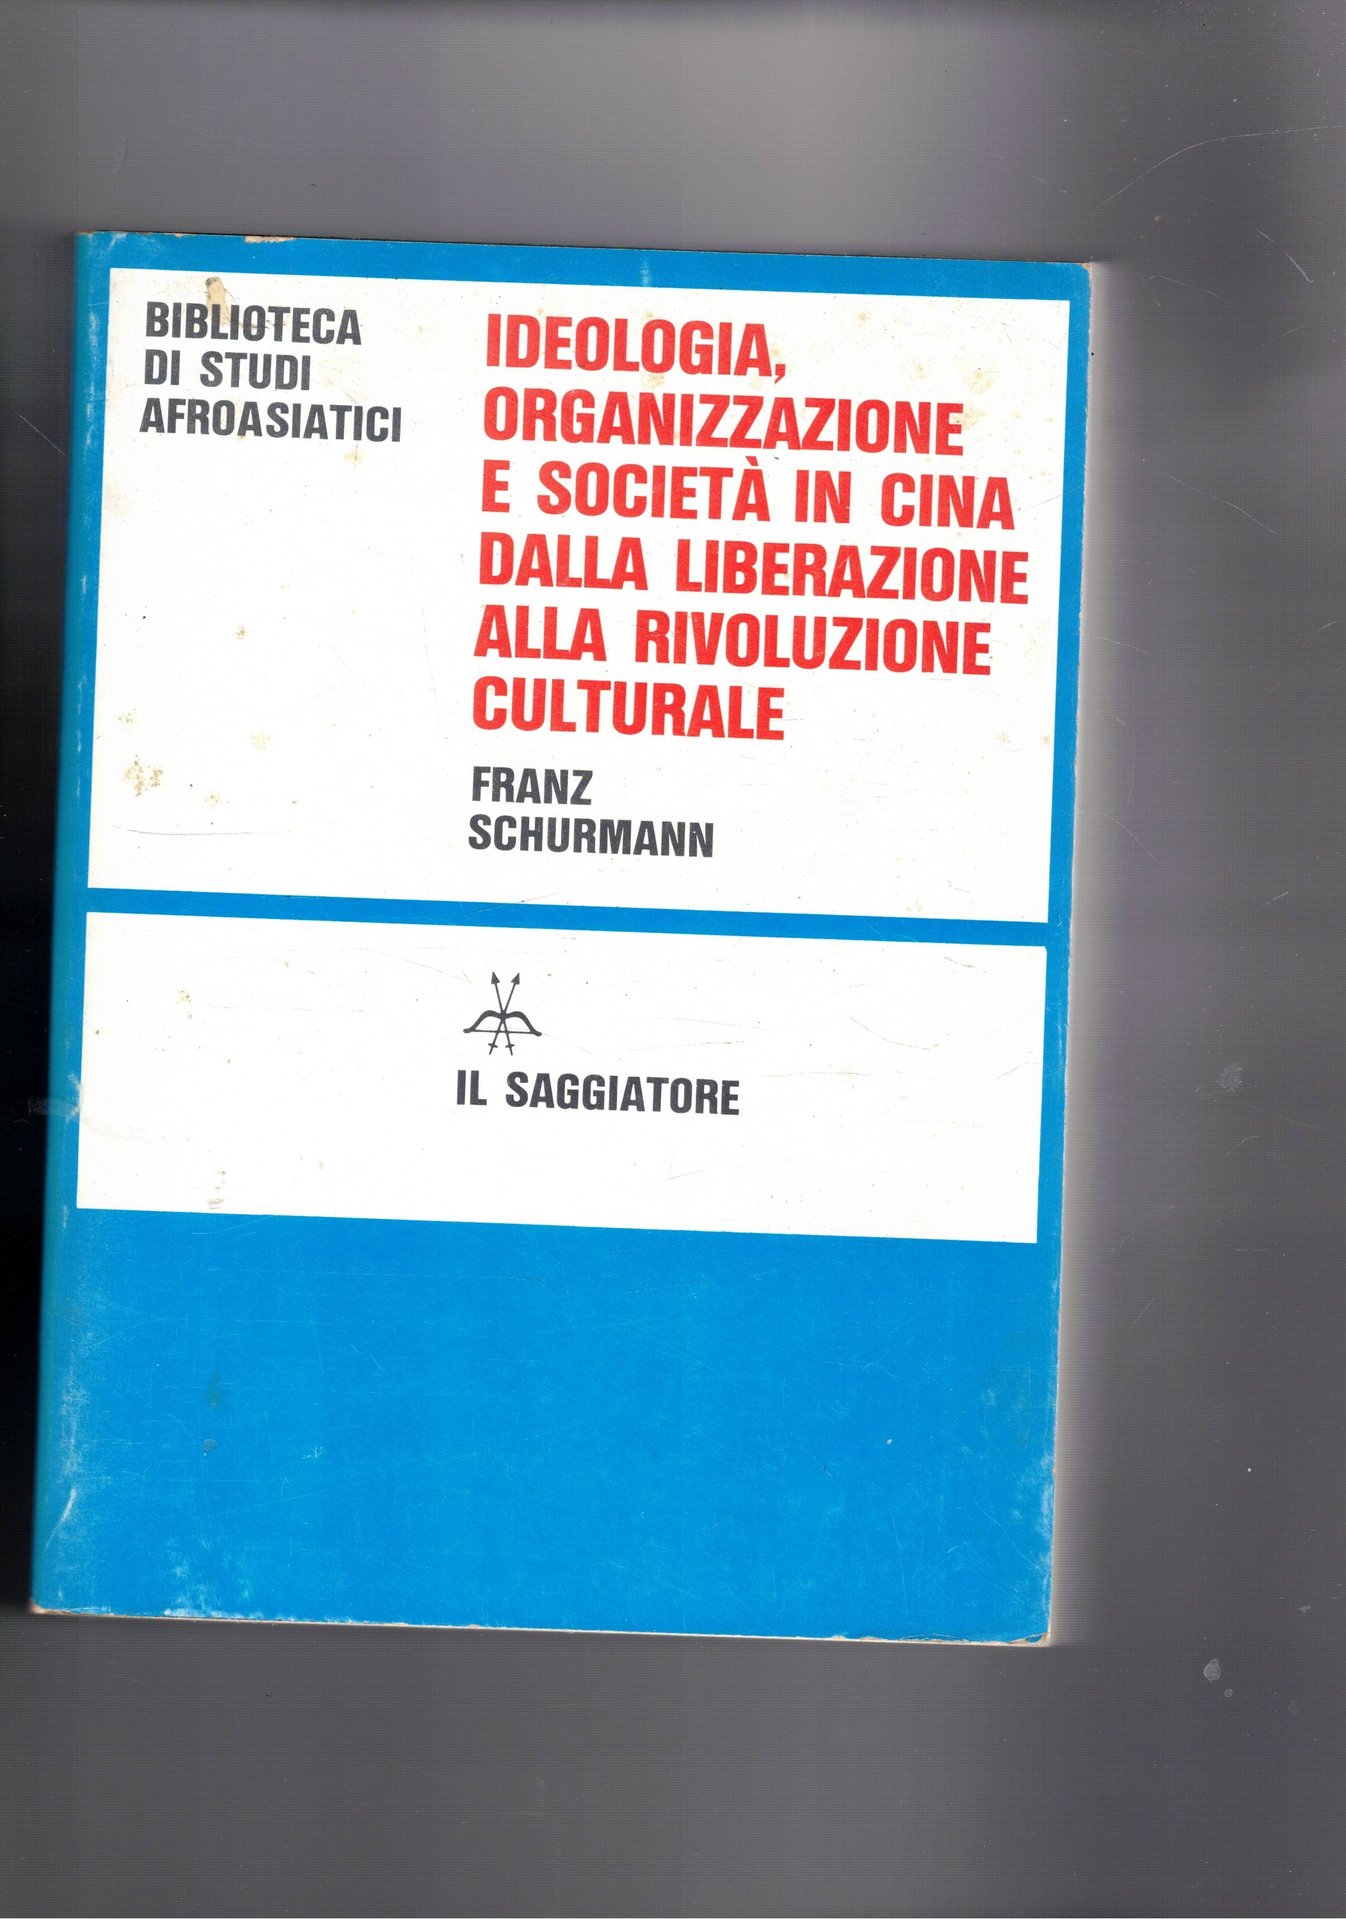 BIBLIOTECA
DI STUDI
AFROASIATICI
IDEOLOGIA,
ORGANIZZAZIONE
E SOCIETÀ IN CINA
DALLA LIBERAZIONE
ALLA RIVOLUZIONE
CULTURALE
FRANZ
SCHURMANN
IL SAGGIATORE